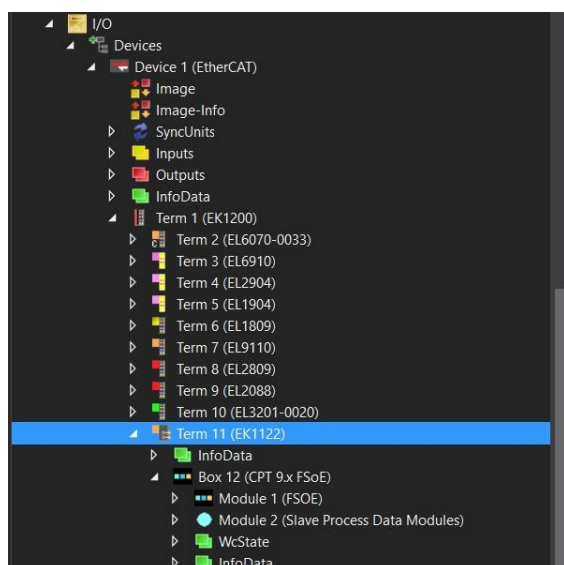 I/O
Devices
Device 1 (EtherCAT)
Image
Image-Info
SyncUnits
Inputs
Outputs
InfoData
Term 1 (EK1200)
Term 2 (EL6070-0033)
Term 3 (EL6910)
Term 4 (EL2904)
Term 5 (EL1904)
Term 6 (EL1809)
Term 7 (EL9110)
Term 8 (EL2809)
Term 9 (EL2088)
Term 10 (EL3201-0020)
Term 11 (EK1122)
InfoData
Box 12 (CPT 9.x FSoE)
Module 1 (FSOE)
Module 2 (Slave Process Data Modules)
WcState
InfoData